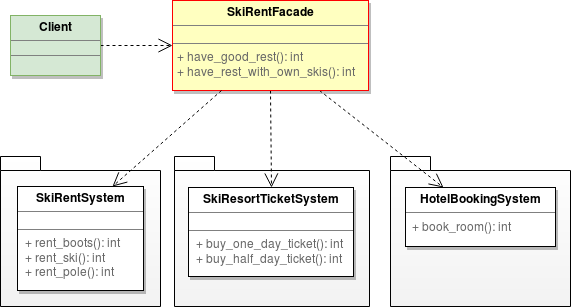 Client
SkiRentFacade
+ have_good_rest(): int
+ have_rest_with_own_skis(): int
SkiRentSystem
+ rent_boots(): int
+ rent_ski(): int
+ rent_pole(): int
SkiResortTicketSystem
+ buy_one_day_ticket(): int
+ buy_half_day_ticket(): int
HotelBookingSystem
+ book_room(): int